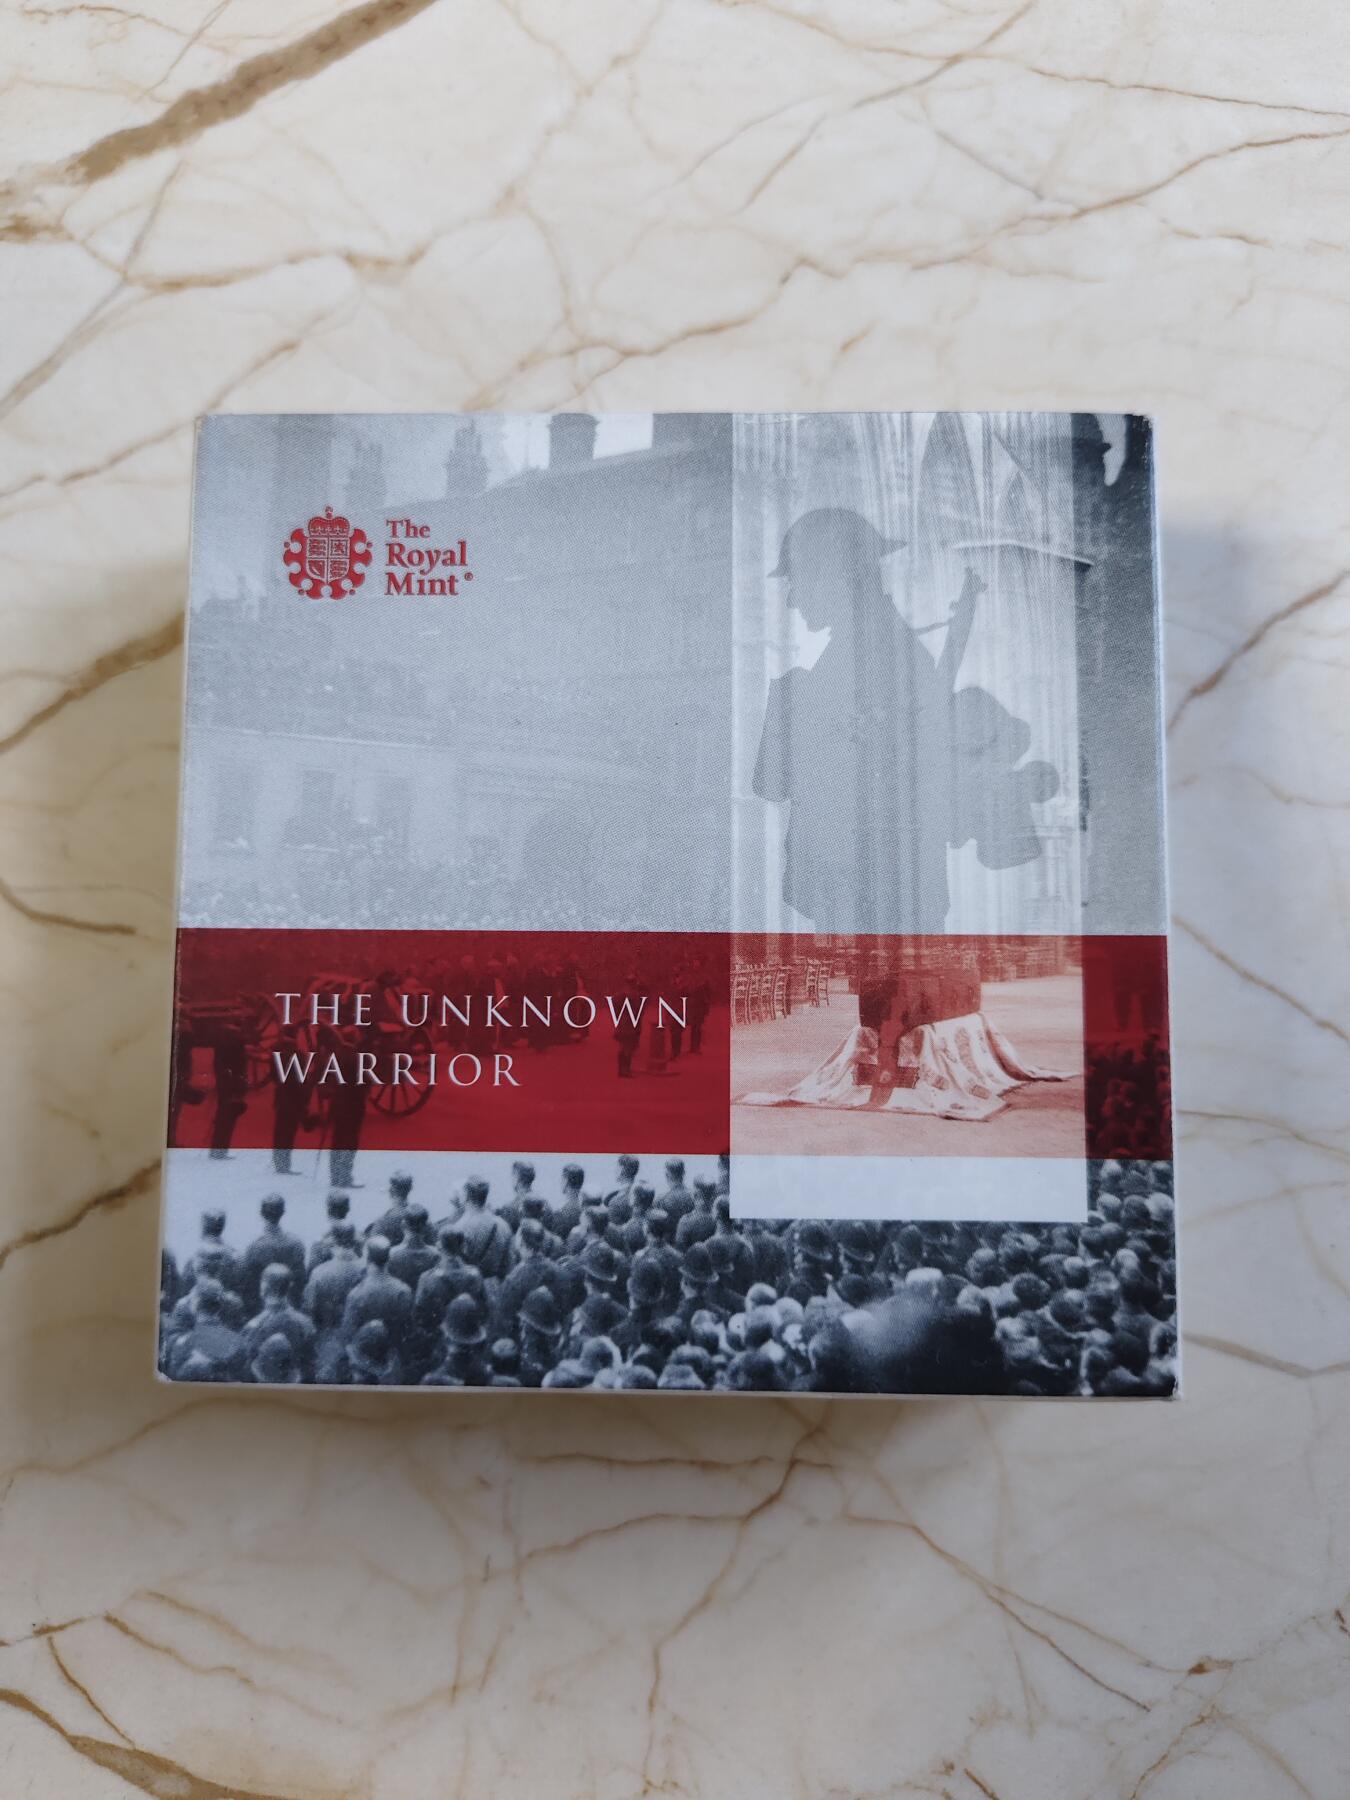 The
Royal
Mint®
THE UNKNOWN
WARRIOR